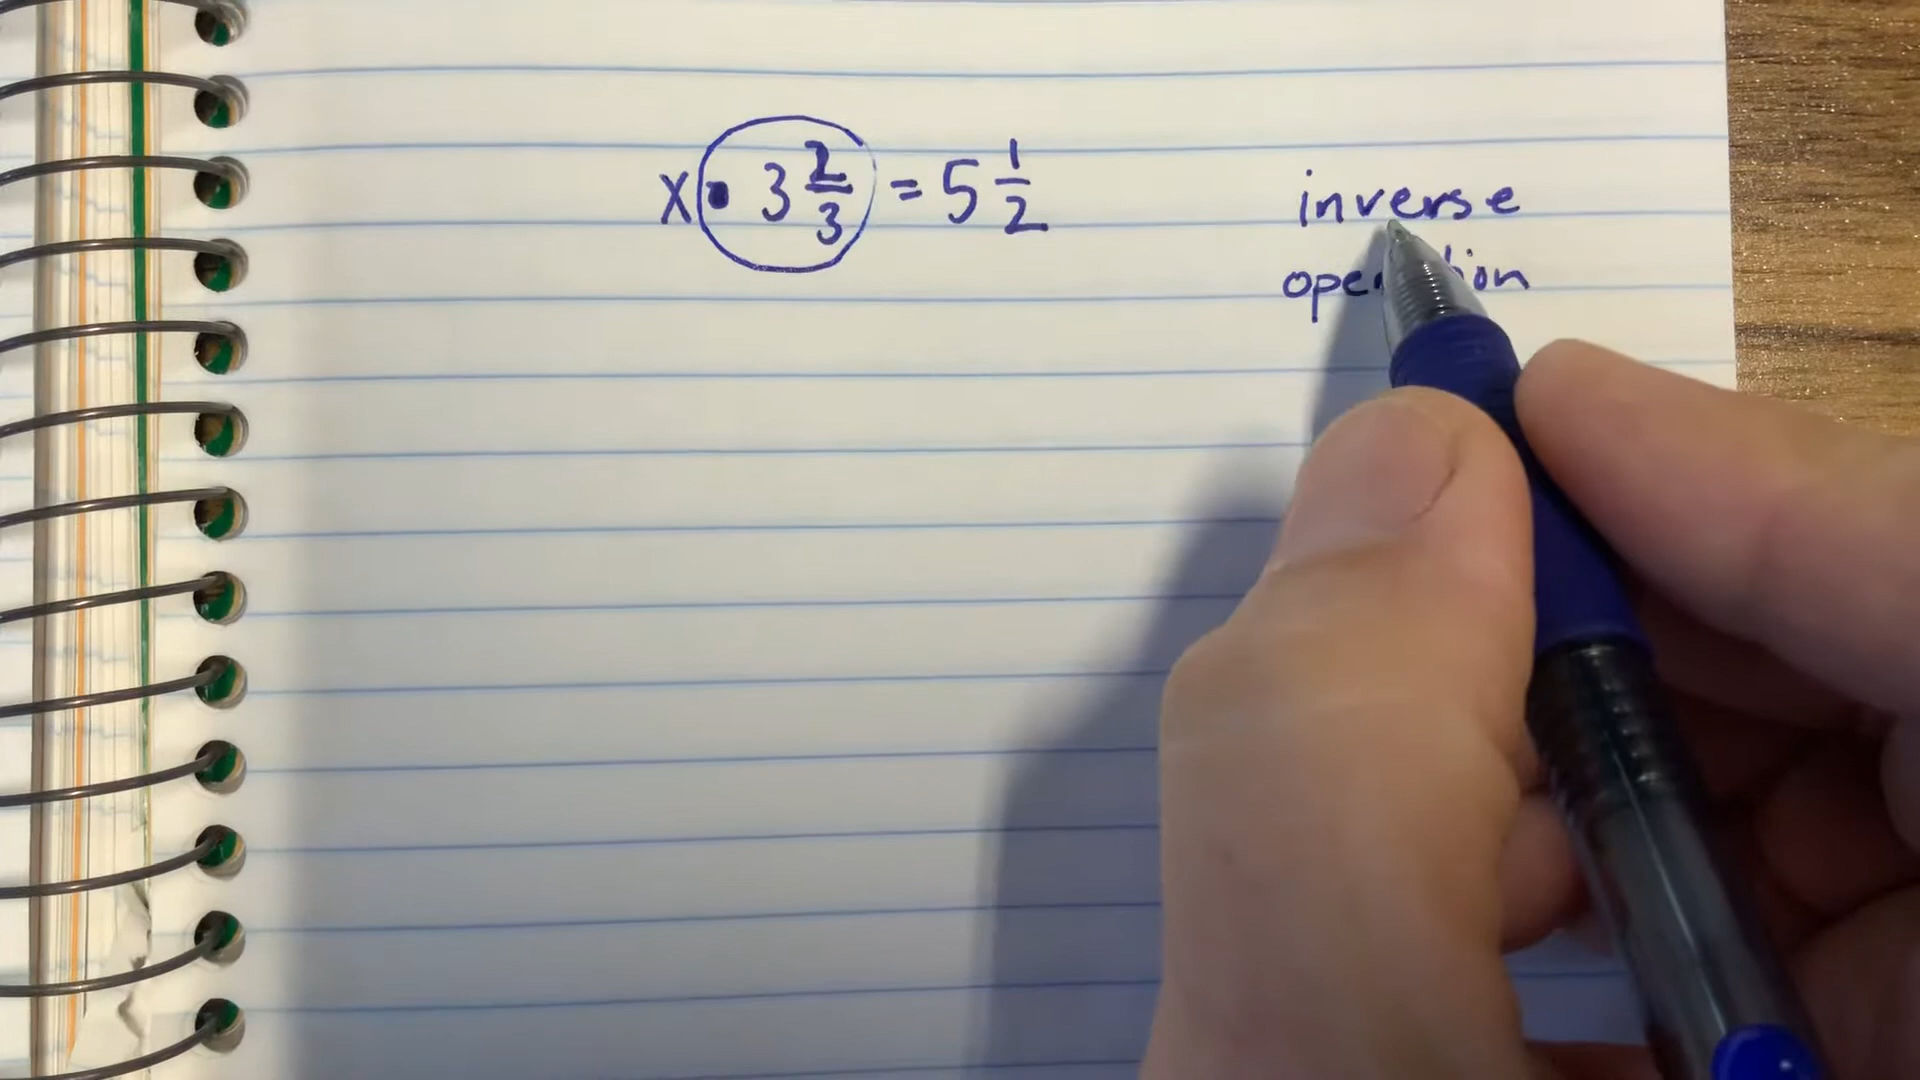 x • 3 2/3 = 5 1/2
inverse